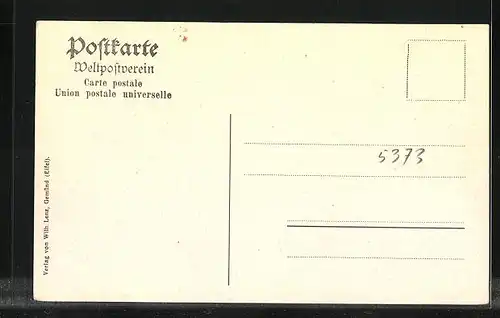 Poſtkarte
Weltpoſtverein
Carte postale
Union postale universelle
5373
Verlag von Wilh. Lenz, Gemünd (Eifel).